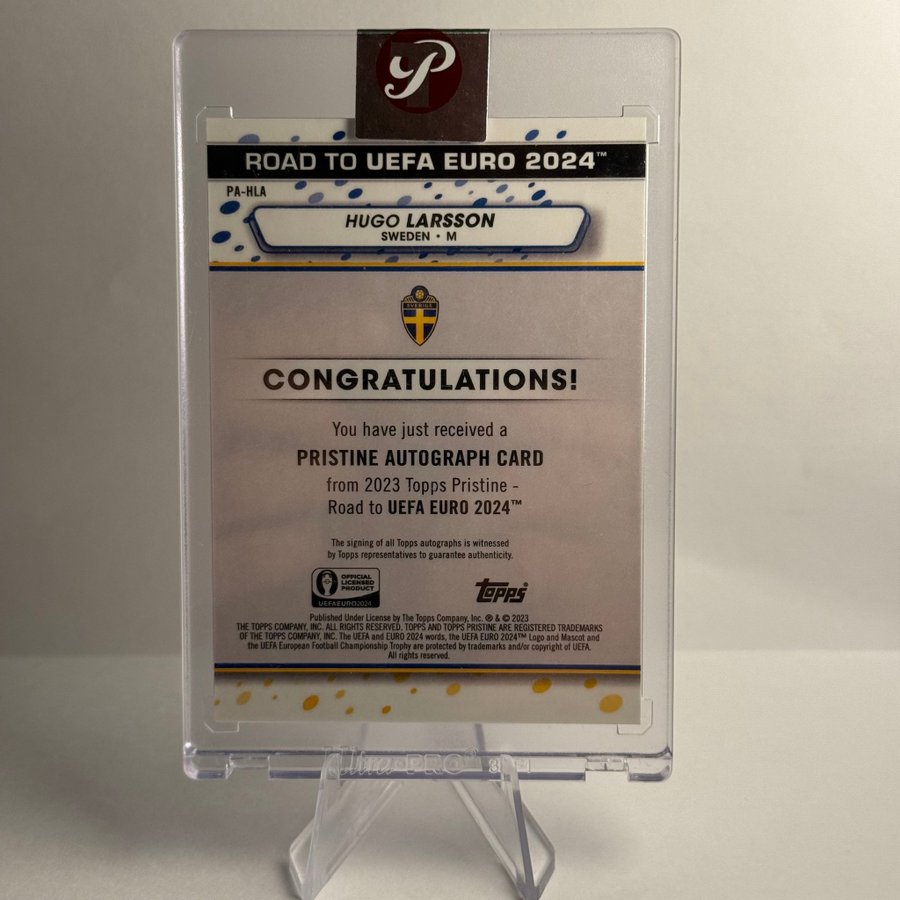 P
ROAD TO UEFA EURO 2024™
PA-HLA
HUGO LARSSON
SWEDEN • M
SVERIGE
CONGRATULATIONS!
You have just received a
PRISTINE AUTOGRAPH CARD
from 2023 Topps Pristine -
Road to UEFA EURO 2024™
The signing of all Topps autographs is witnessed
by Topps representatives to guarantee authenticity.
OFFICIAL
LICENSED
PRODUCT
UEFA EURO2024
topps
Published Under License by The Topps Company, Inc. ® & © 2023
THE TOPPS COMPANY, INC. ALL RIGHTS RESERVED. TOPPS AND TOPPS PRISTINE ARE REGISTERED TRADEMARKS
OF THE TOPPS COMPANY, INC. The UEFA and EURO 2024 words, the UEFA EURO 2024™ Logo and Mascot and
the UEFA European Football Championship Trophy are protected by trademarks and/or copyright of UEFA.
All rights reserved.
Ultra PRO